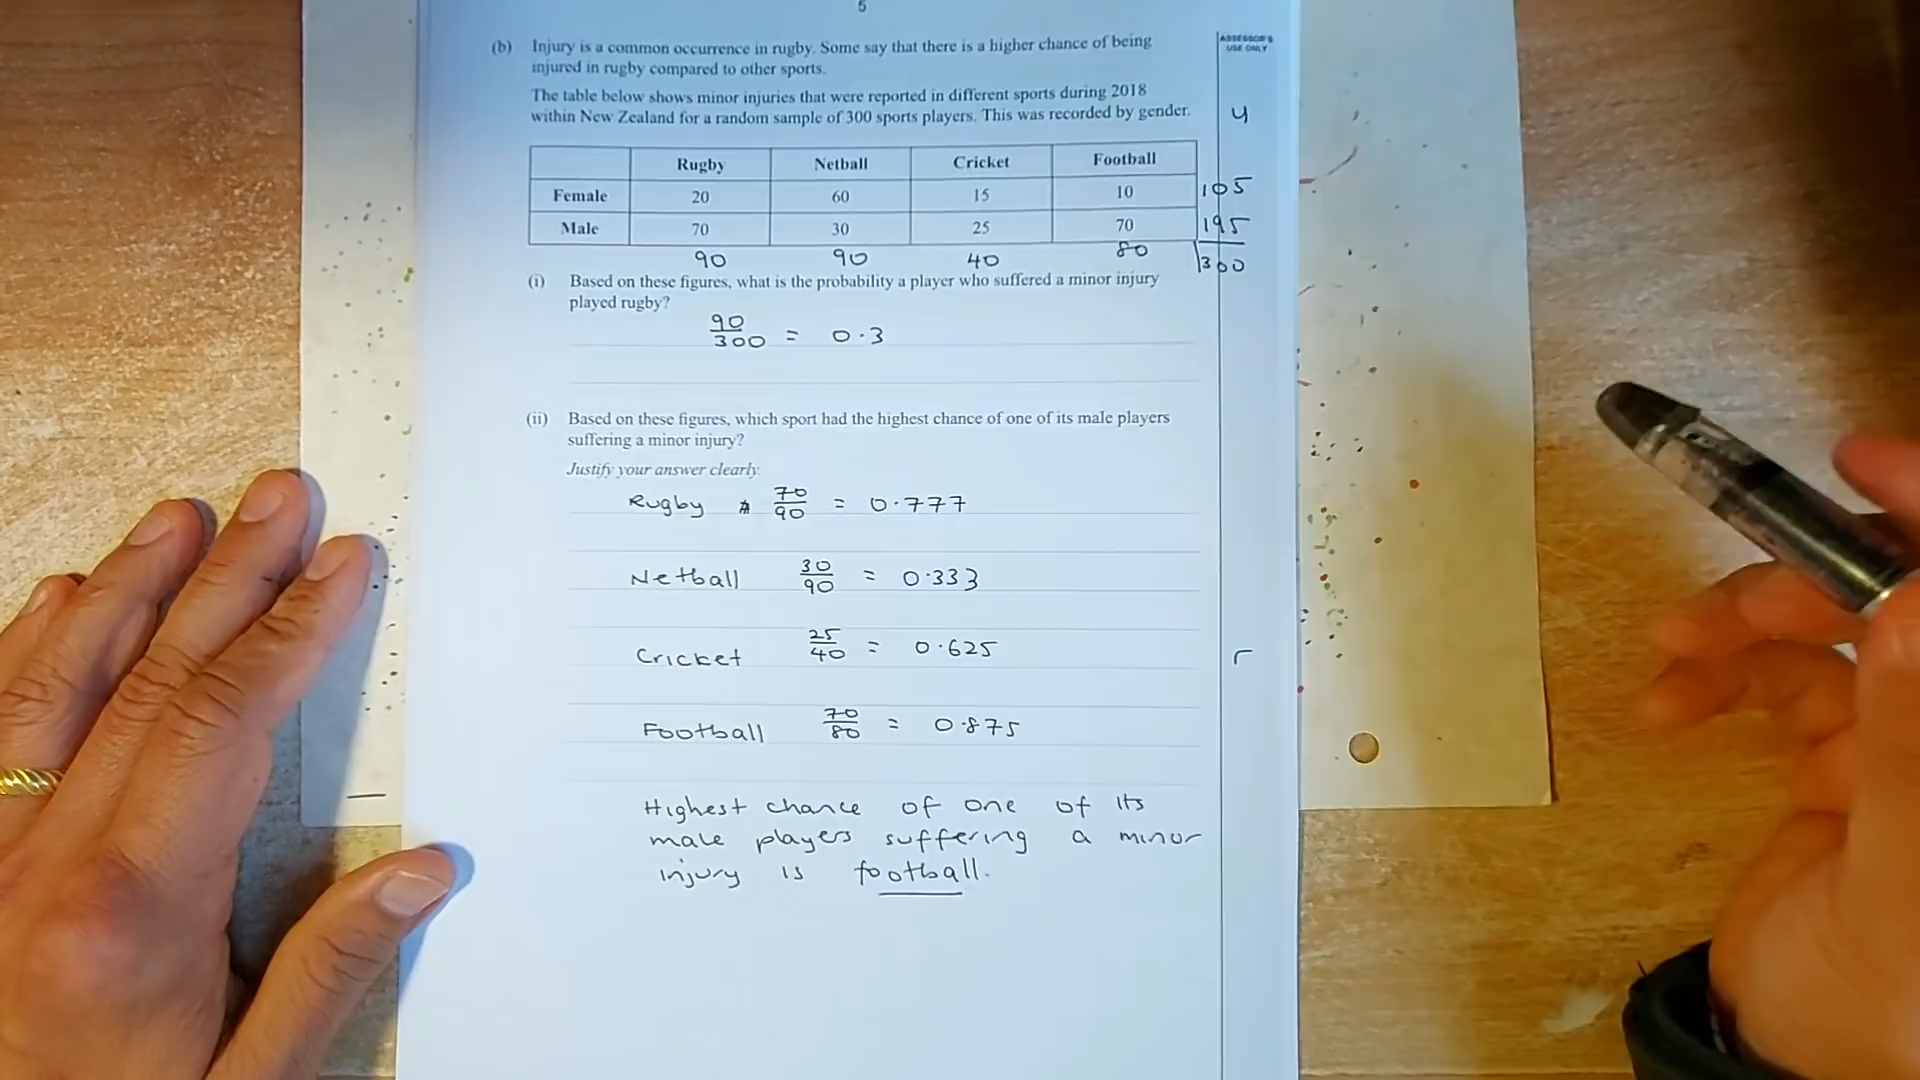 5
(b) Injury is a common occurrence in rugby. Some say that there is a higher chance of being
injured in rugby compared to other sports.
ASSESSOR'S
USE ONLY
The table below shows minor injuries that were reported in different sports during 2018
within New Zealand for a random sample of 300 sports players. This was recorded by gender.
u
Rugby Netball Cricket Football
Female 20 60 15 10 105
Male 70 30 25 70 195
90 90 40 80 300
(i) Based on these figures, what is the probability a player who suffered a minor injury
played rugby?
90/300 = 0.3
(ii) Based on these figures, which sport had the highest chance of one of its male players
suffering a minor injury?
Justify your answer clearly.
Rugby 70/90 = 0.777
Netball 30/90 = 0.333
Cricket 25/40 = 0.625
r
Football 70/80 = 0.875
Highest chance of one of its
male players suffering a minor
injury is football.